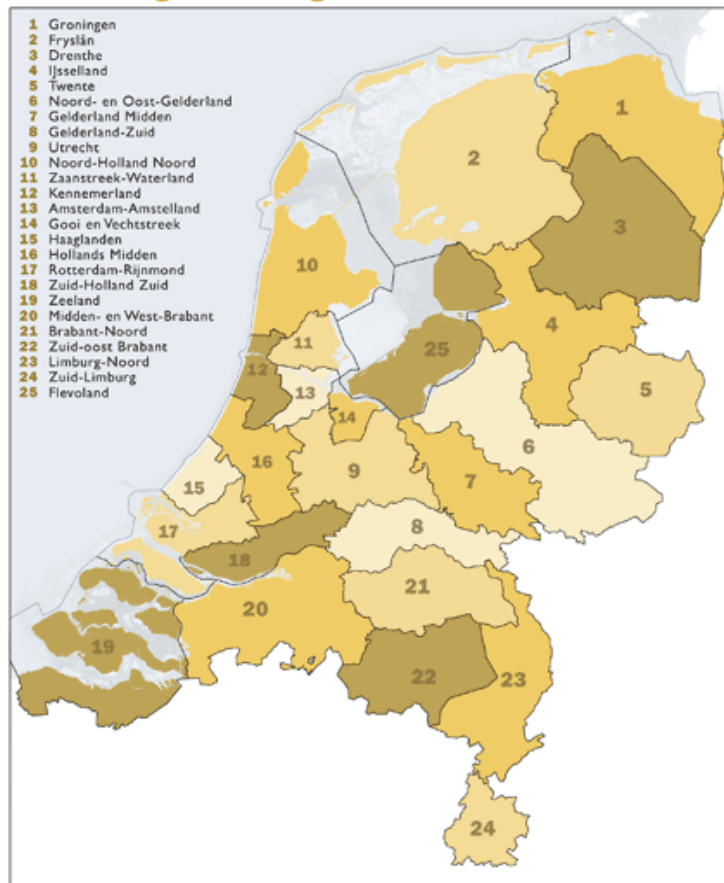 1 Groningen
2 Fryslân
3 Drenthe
4 IJsselland
5 Twente
6 Noord- en Oost-Gelderland
7 Gelderland Midden
8 Gelderland-Zuid
9 Utrecht
10 Noord-Holland Noord
11 Zaanstreek-Waterland
12 Kennemerland
13 Amsterdam-Amstelland
14 Gooi en Vechtstreek
15 Haaglanden
16 Hollands Midden
17 Rotterdam-Rijnmond
18 Zuid-Holland Zuid
19 Zeeland
20 Midden- en West-Brabant
21 Brabant-Noord
22 Zuid-oost Brabant
23 Limburg-Noord
24 Zuid-Limburg
25 Flevoland
1
2
3
10
4
11
25
12
13
5
14
6
16
9
15
7
17
8
18
21
20
19
22
23
24